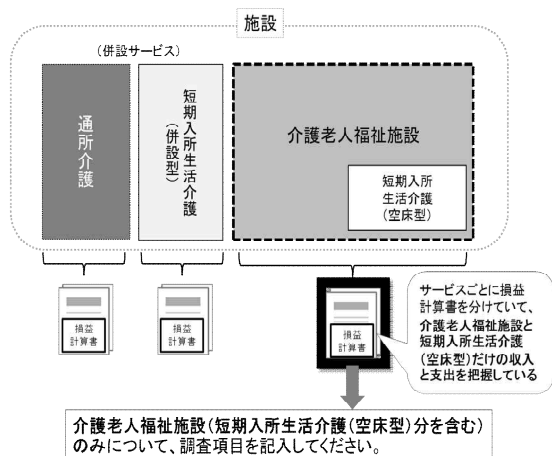 施設
(併設サービス)
通所介護
短期入所生活介護
(併設型)
介護老人福祉施設
短期入所
生活介護
(空床型)
損益
計算書
損益
計算書
損益
計算書
サービスごとに損益
計算書を分けていて、
介護老人福祉施設と
短期入所生活介護
(空床型)だけの収入
と支出を把握している
介護老人福祉施設(短期入所生活介護(空床型)分を含む)
のみについて、調査項目を記入してください。